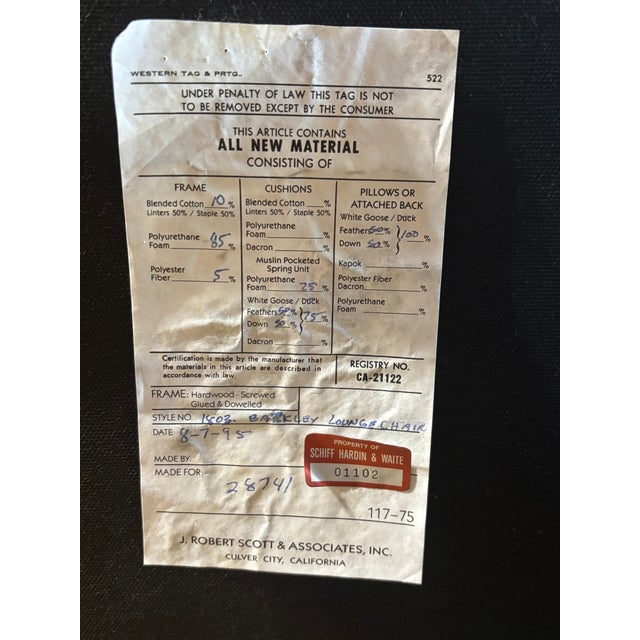 WESTERN TAG & PRTG.. 522
UNDER PENALTY OF LAW THIS TAG IS NOT
TO BE REMOVED EXCEPT BY THE CONSUMER
THIS ARTICLE CONTAINS
ALL NEW MATERIAL
CONSISTING OF
FRAME
Blended Cotton 10 %
Linters 50% / Staple 50%
Polyurethane
Foam 85 %
Polyester
Fiber 5 %
CUSHIONS
Blended Cotton %
Linters 50% / Staple 50%
Polyurethane
Foam %
Dacron %
Muslin Pocketed
Spring Unit
Polyurethane
Foam 25 %
White Goose / Duck
Feathers 50 %
Down 50 % 75 %
Dacron %
PILLOWS OR
ATTACHED BACK
White Goose / Duck
Feathers 50 %
Down 50 % 100 %
Kapok %
Polyester Fiber
Dacron %
Polyurethane
Foam %
Certification is made by the manufacturer that
the materials in this article are described in
accordance with law.
REGISTRY NO.
CA-21122
FRAME: Hardwood - Screwed
Glued & Dowelled
STYLE NO. 1803 BARKLEY LOUNGE CHAIR
DATE 8-7-95
PROPERTY OF
SCHIFF HARDIN & WAITE
01102
MADE BY:
MADE FOR: 28741
117-75
J. ROBERT SCOTT & ASSOCIATES, INC.
CULVER CITY, CALIFORNIA